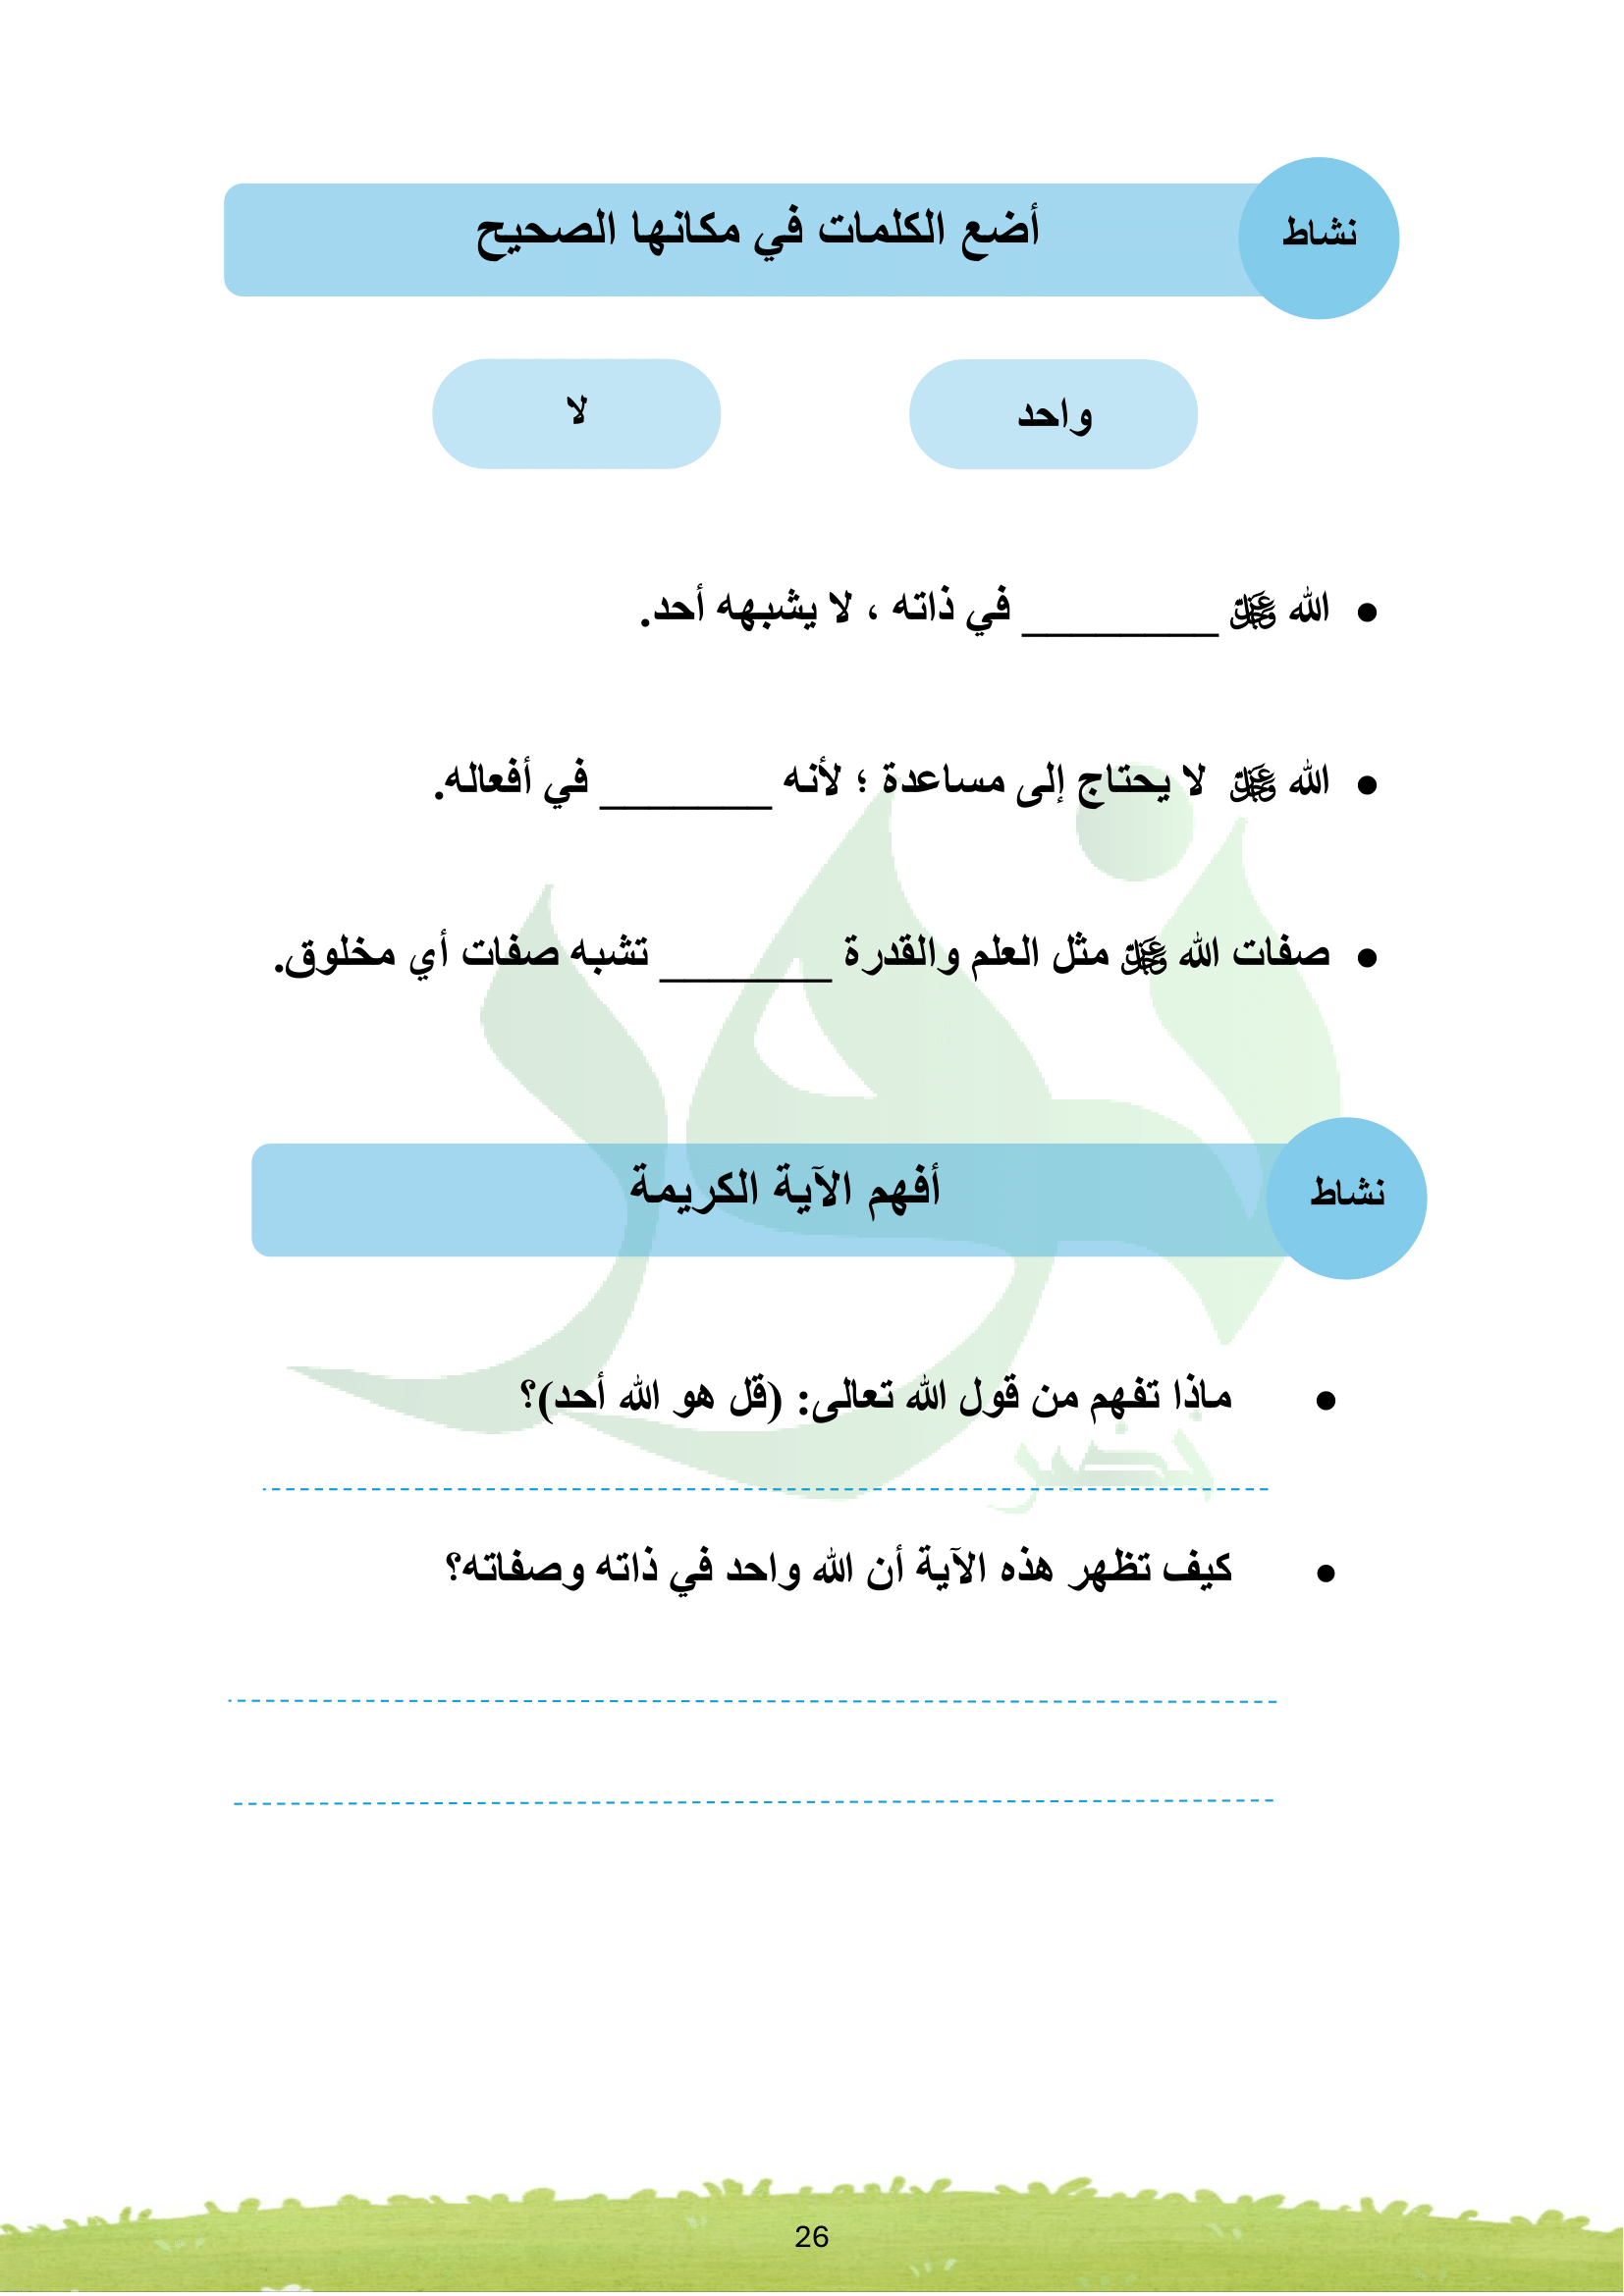 نشاط
أضع الكلمات في مكانها الصحيح
واحد
لا
• الله ﷻ ________ في ذاته ، لا يشبهه أحد.
• الله ﷻ لا يحتاج إلى مساعدة ؛ لأنه _______ في أفعاله.
• صفات الله ﷻ مثل العلم والقدرة _______ تشبه صفات أي مخلوق.
نشاط
أفهم الآية الكريمة
• ماذا تفهم من قول الله تعالى: (قل هو الله أحد)؟
• كيف تظهر هذه الآية أن الله واحد في ذاته وصفاته؟
26